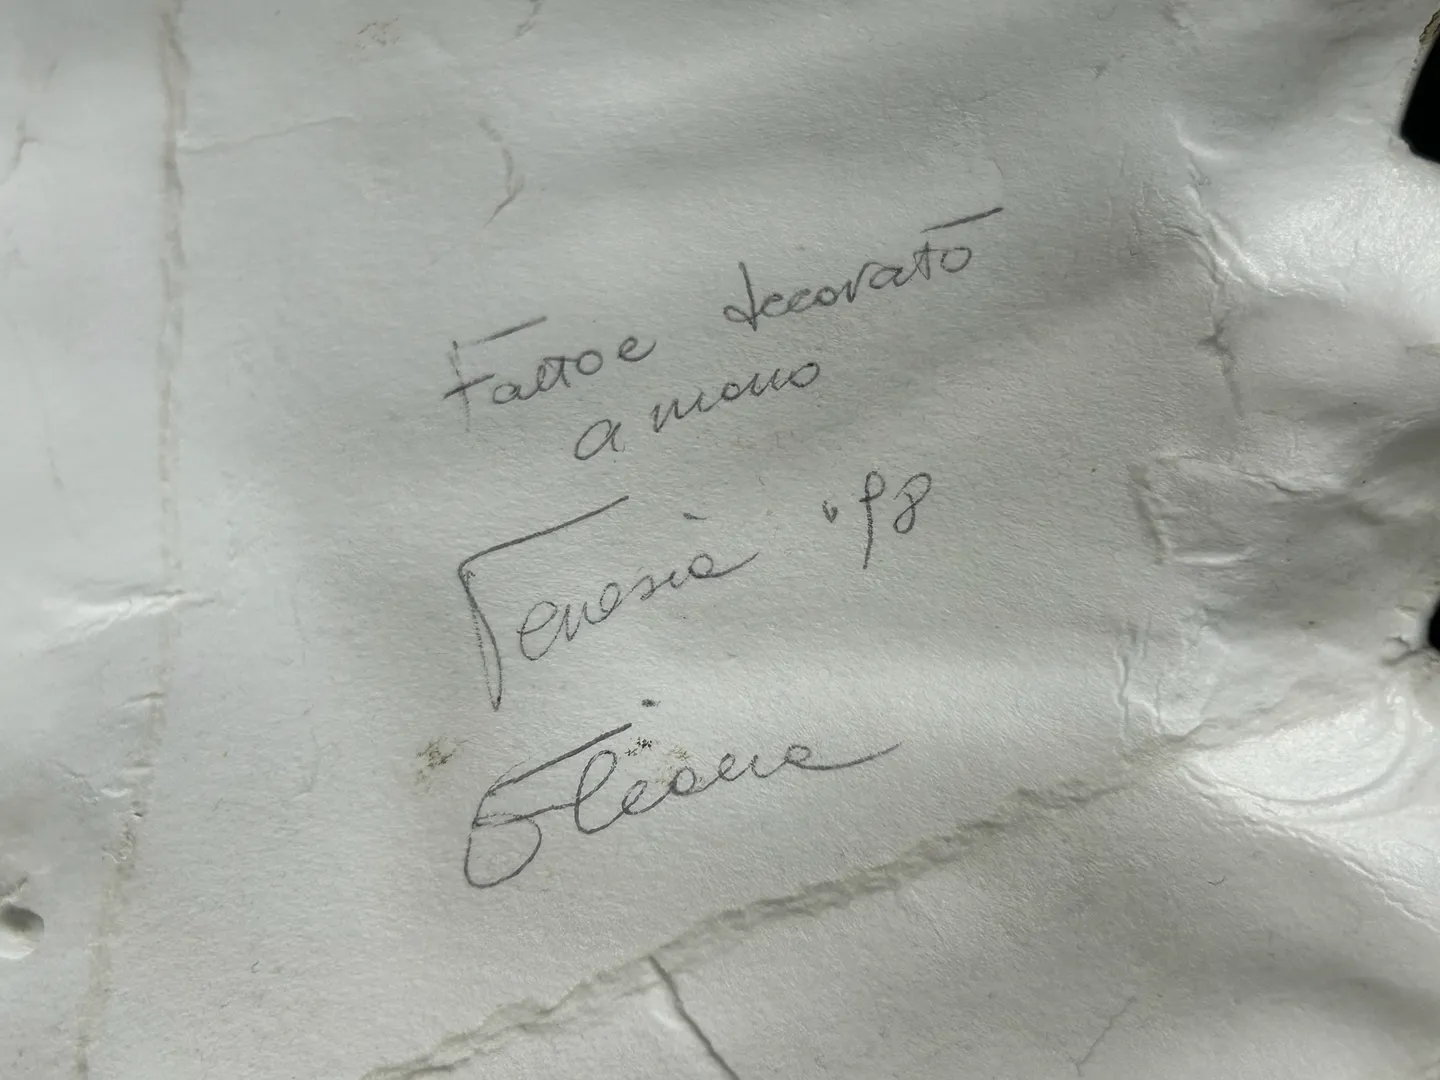 Fatto e decorato
a mano
Venezia '98